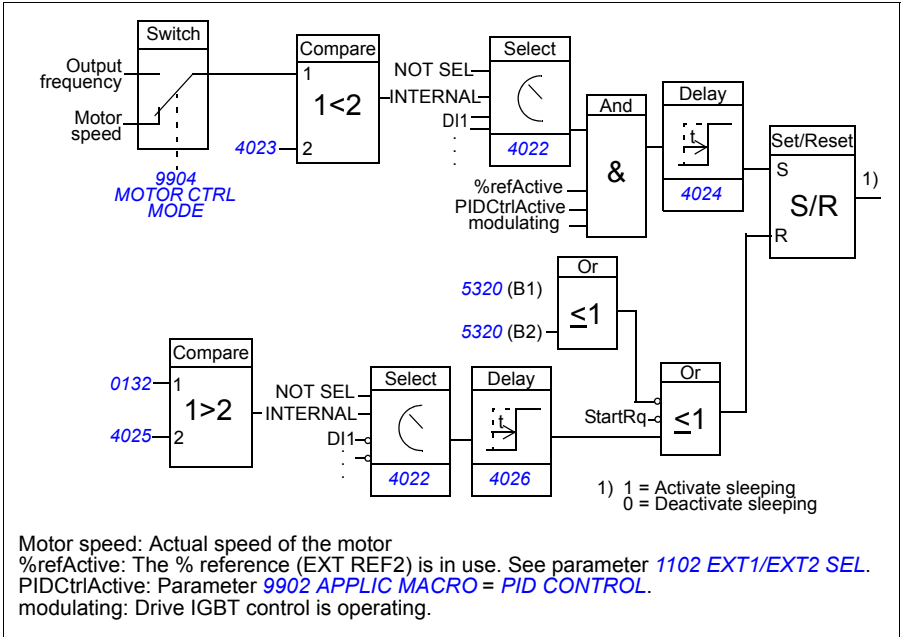 Switch
Output
frequency
Motor
speed
9904
MOTOR CTRL
MODE
Compare
1
1<2
4023
2
Select
NOT SEL
INTERNAL
DI1
.
.
4022
And
&
%refActive
PIDCtrlActive
modulating
Delay
t
4024
Set/Reset
S
S/R
R
1)
Or
5320 (B1)
≤1
5320 (B2)
Compare
0132
1
1>2
4025
2
Select
NOT SEL
INTERNAL
DI1
.
.
4022
Delay
t
4026
Or
StartRq
≤1
1) 1 = Activate sleeping
0 = Deactivate sleeping
Motor speed: Actual speed of the motor
%refActive: The % reference (EXT REF2) is in use. See parameter 1102 EXT1/EXT2 SEL.
PIDCtrlActive: Parameter 9902 APPLIC MACRO = PID CONTROL.
modulating: Drive IGBT control is operating.